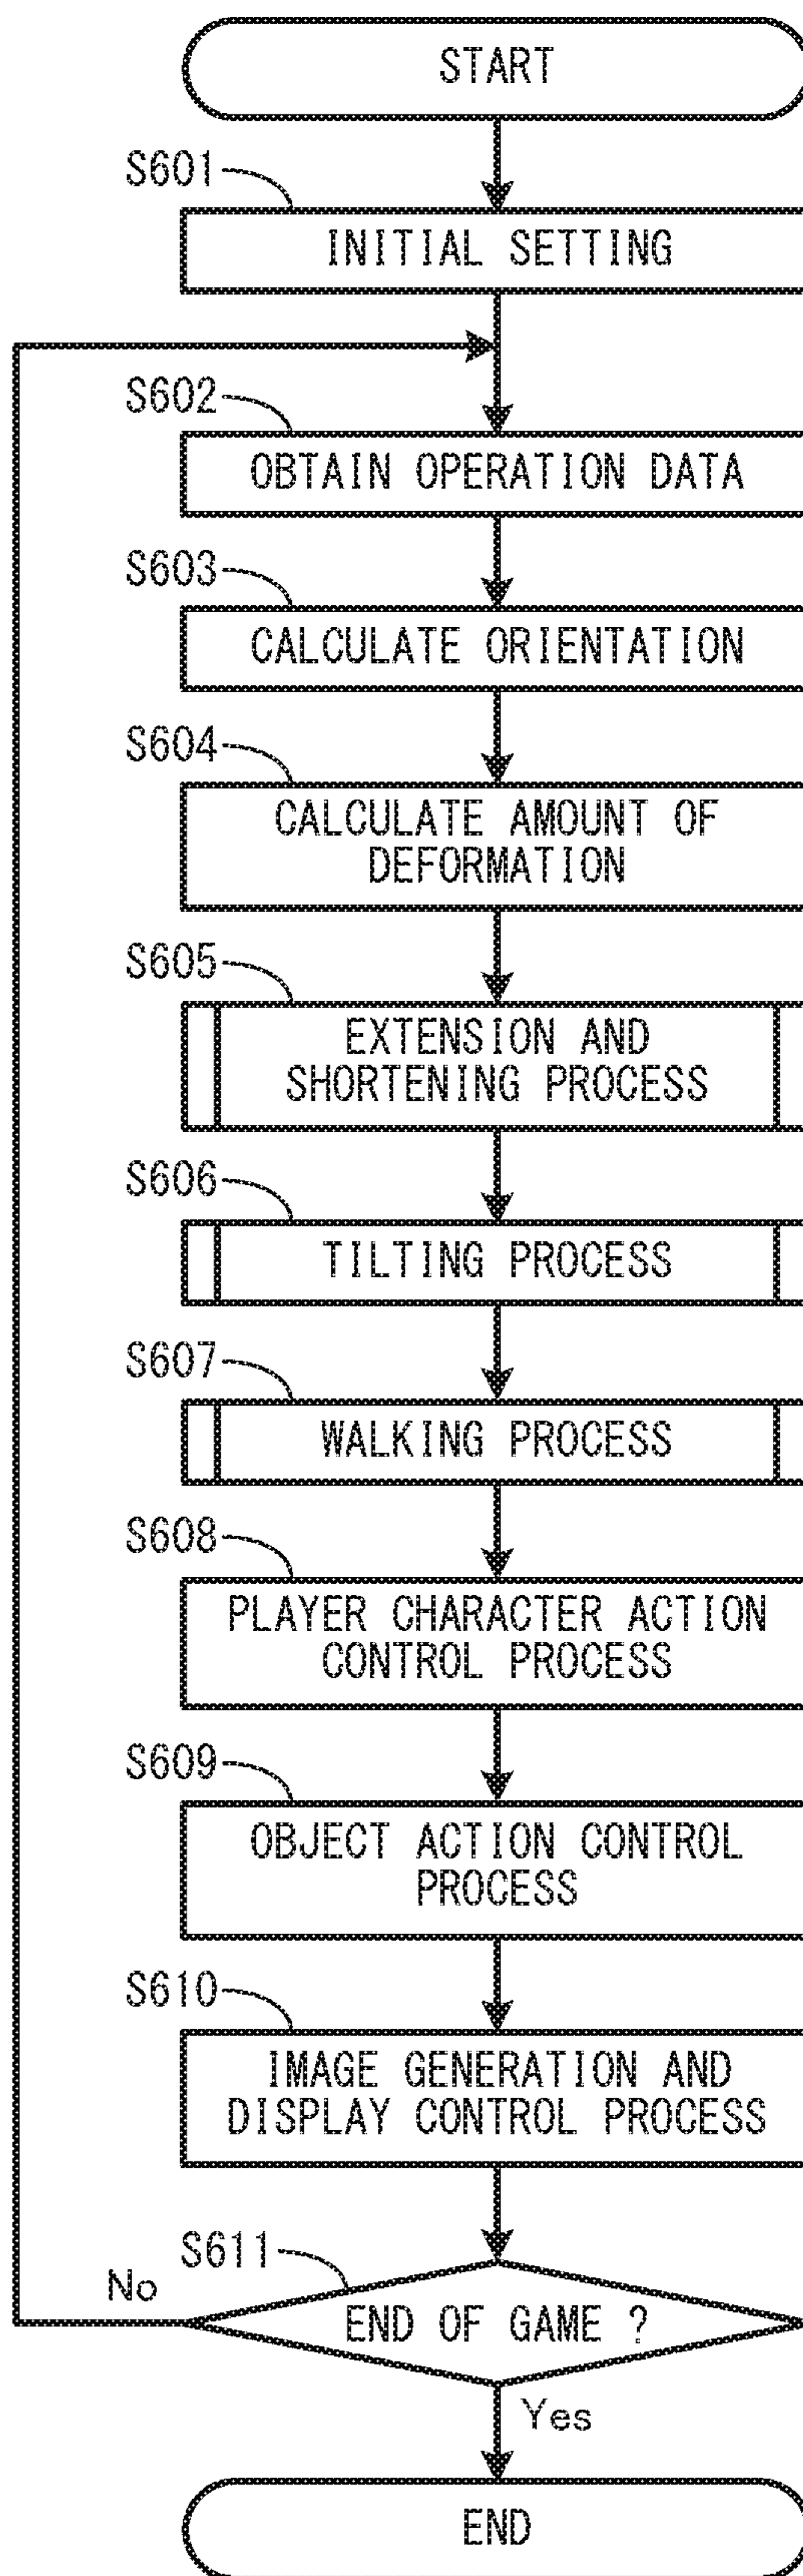 START
S601
INITIAL SETTING
S602
OBTAIN OPERATION DATA
S603
CALCULATE ORIENTATION
S604
CALCULATE AMOUNT OF
DEFORMATION
S605
EXTENSION AND
SHORTENING PROCESS
S606
TILTING PROCESS
S607
WALKING PROCESS
S608
PLAYER CHARACTER ACTION
CONTROL PROCESS
S609
OBJECT ACTION CONTROL
PROCESS
S610
IMAGE GENERATION AND
DISPLAY CONTROL PROCESS
S611
No
END OF GAME ?
Yes
END